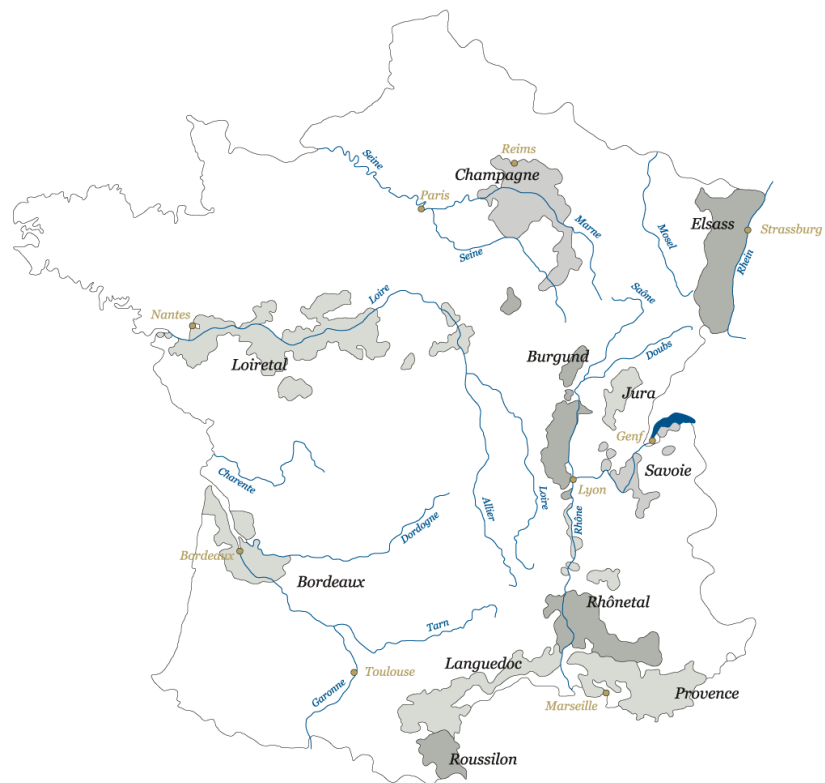 Seine
Reims
Champagne
Paris
Marne
Seine
Mosel
Elsass
Strassburg
Rhein
Saône
Loire
Nantes
Loiretal
Burgund
Doubs
Jura
Genf
Savoie
Charente
Lyon
Allier
Loire
Rhône
Dordogne
Bordeaux
Bordeaux
Rhônetal
Tarn
Languedoc
Toulouse
Garonne
Marseille
Provence
Roussilon